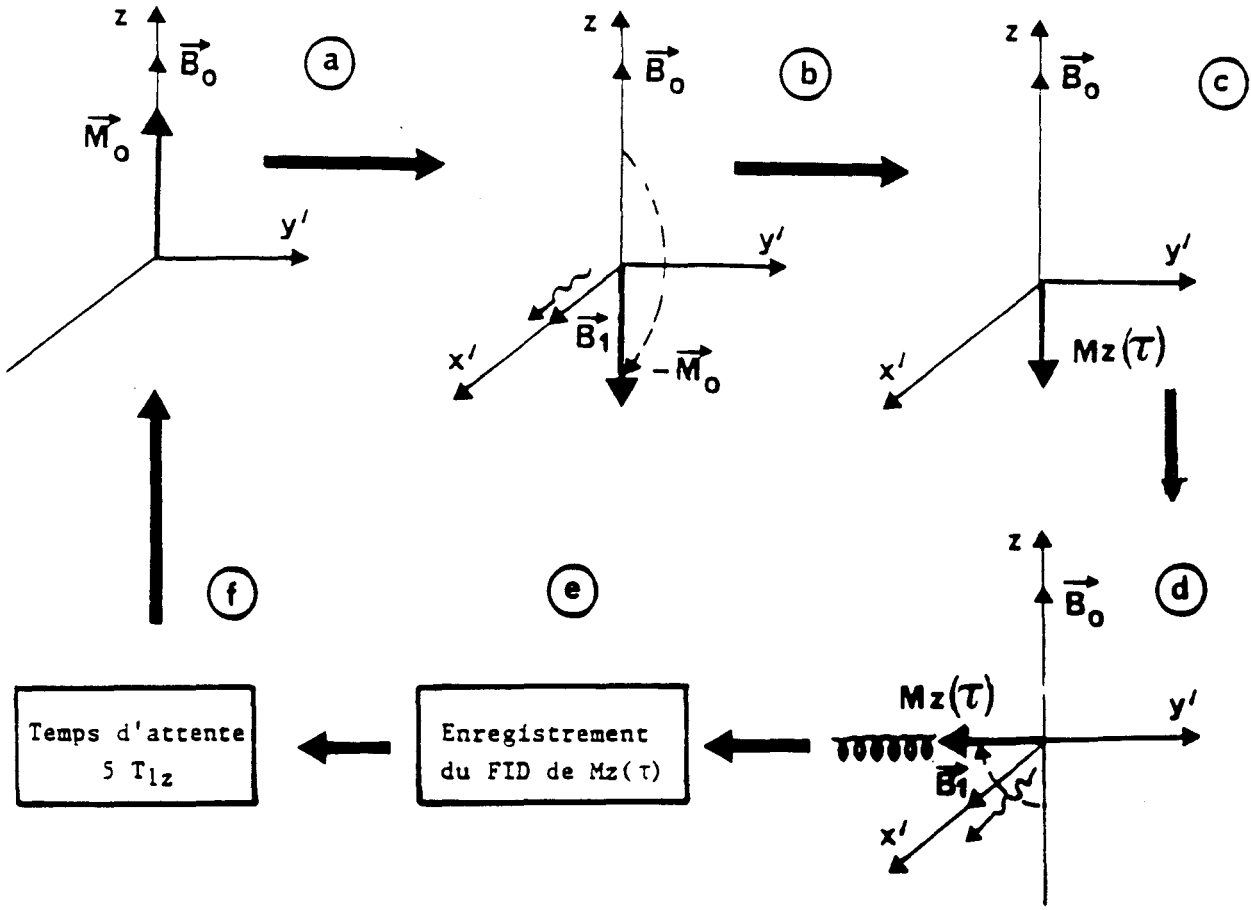 z
B₀
M₀
y'
a
z
B₀
y'
B₁
x'
-M₀
b
z
B₀
y'
x'
Mz(τ)
c
z
B₀
d
Mz(τ)
y'
B₁
x'
e
Enregistrement
du FID de Mz(τ)
f
Temps d'attente
5 T₁z